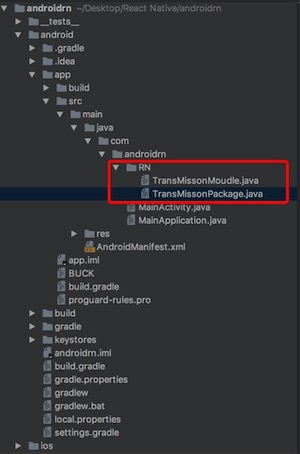 androidrn ~/Desktop/React Native/androidrn
__tests__
android
.gradle
.idea
app
build
src
main
java
com
androidrn
RN
TransMissonMoudle.java
TransMissonPackage.java
MainActivity.java
MainApplication.java
res
AndroidManifest.xml
app.iml
BUCK
build.gradle
proguard-rules.pro
build
gradle
keystores
androidrn.iml
build.gradle
gradle.properties
gradlew
gradlew.bat
local.properties
settings.gradle
ios